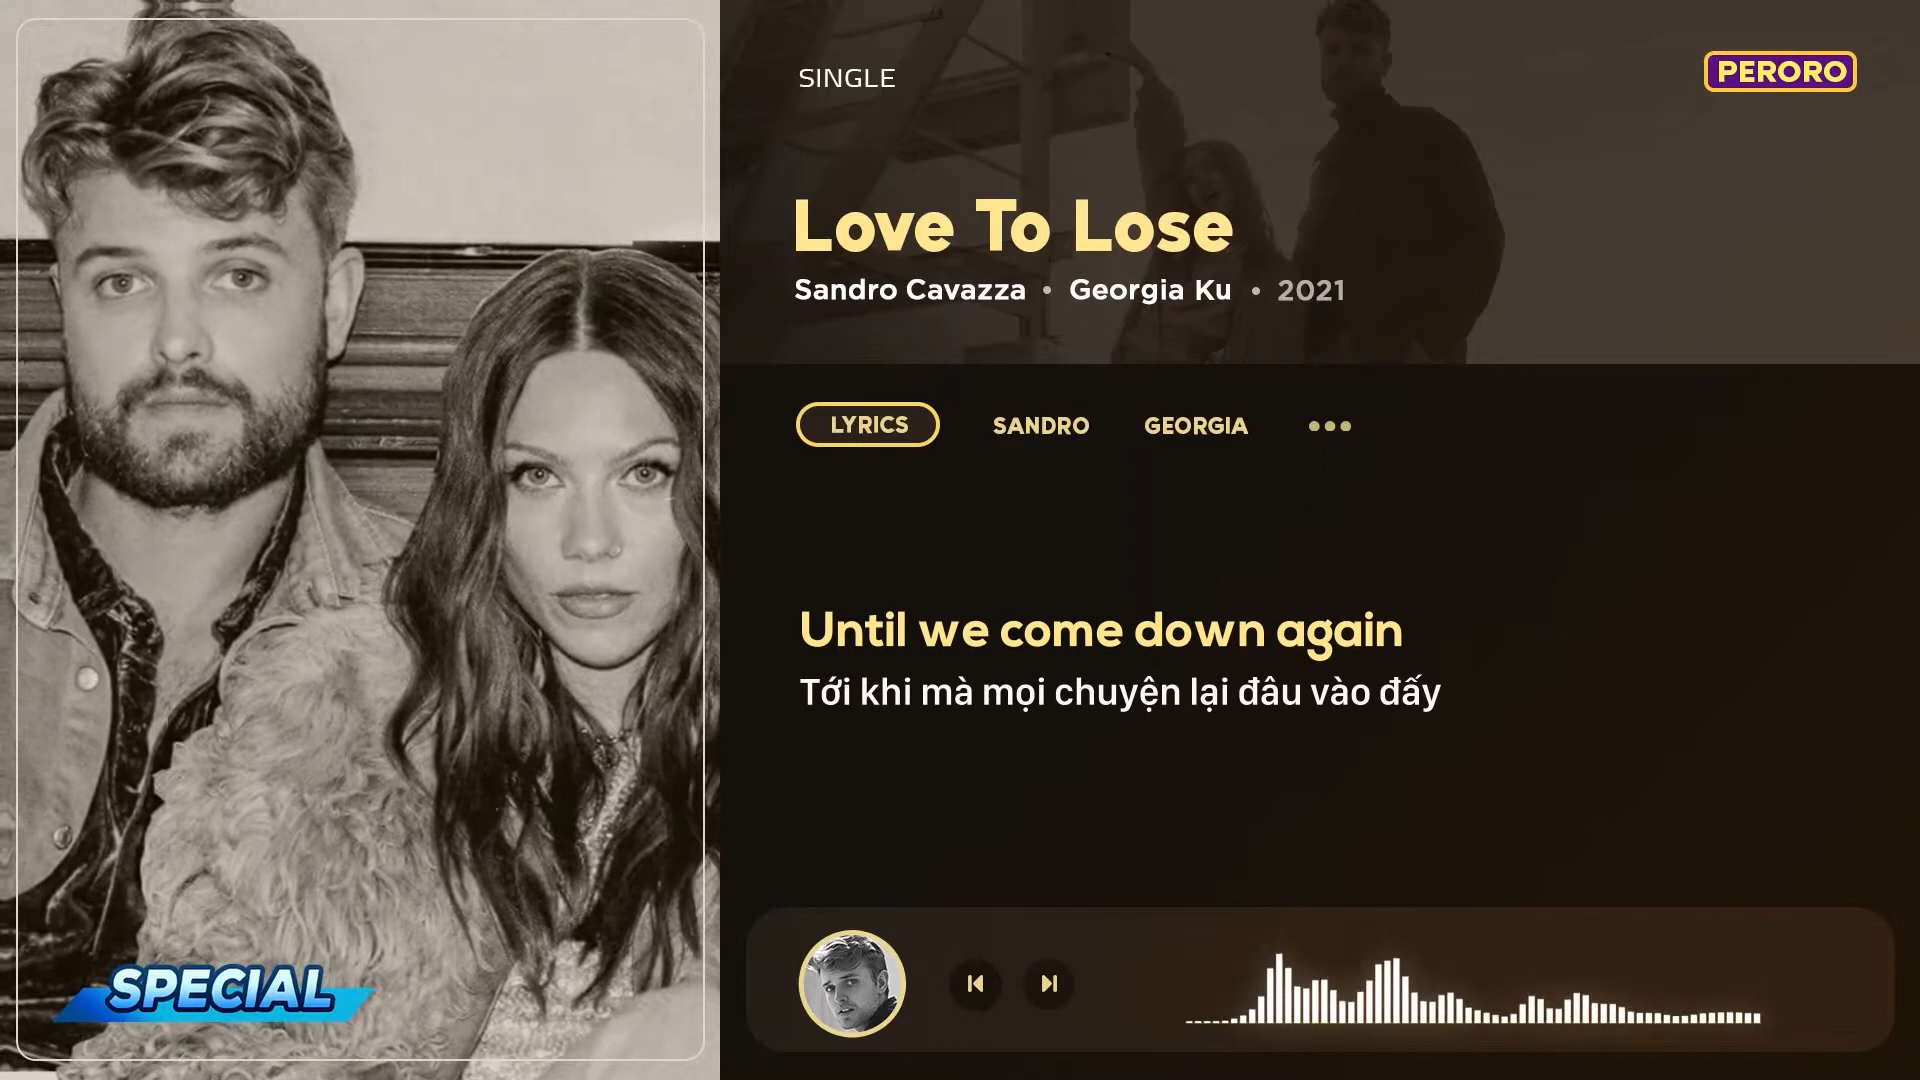 SINGLE
PERORO
Love To Lose
Sandro Cavazza • Georgia Ku • 2021
LYRICS SANDRO GEORGIA
Until we come down again
Tới khi mà mọi chuyện lại đâu vào đấy
SPECIAL